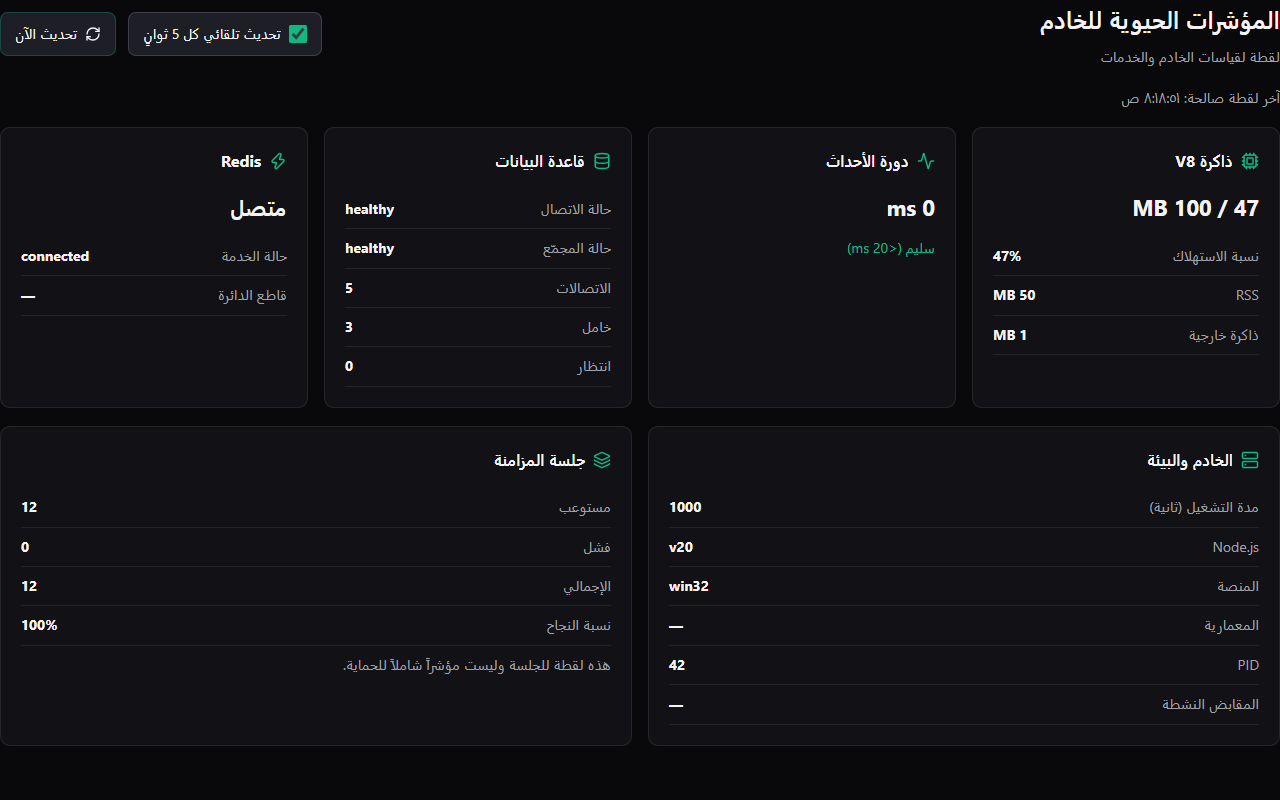 المؤشرات الحيوية للخادم
لقطة لقياسات الخادم والخدمات
آخر لقطة صالحة: ٨:١٨:٥١ ص
تحديث تلقائي كل 5 ثوانٍ
تحديث الآن
ذاكرة V8
47 / 100 MB
نسبة الاستهلاك 47%
RSS 50 MB
ذاكرة خارجية 1 MB
دورة الأحداث
0 ms
سليم (<20 ms)
قاعدة البيانات
حالة الاتصال healthy
حالة المجمّع healthy
الاتصالات 5
خامل 3
انتظار 0
Redis
متصل
حالة الخدمة connected
قاطع الدائرة —
الخادم والبيئة
مدة التشغيل (ثانية) 1000
Node.js v20
المنصة win32
المعمارية —
PID 42
المقابض النشطة —
جلسة المزامنة
مستوعب 12
فشل 0
الإجمالي 12
نسبة النجاح 100%
هذه لقطة للجلسة وليست مؤشراً شاملاً للحماية.